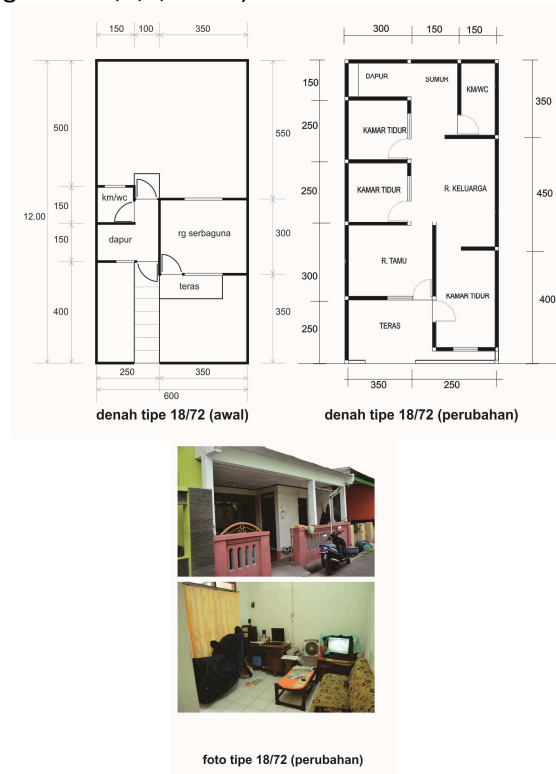 150 100 350
500
150
12.00
150
400
550
300
350
km/wc
dapur
rg serbaguna
teras
250 350
600
denah tipe 18/72 (awal)
300 150 150
150
250
250
300
250
350
450
400
DAPUR SUMUR
KM/WC
KAMAR TIDUR
KAMAR TIDUR
R. KELUARGA
R. TAMU
KAMAR TIDUR
TERAS
350 250
denah tipe 18/72 (perubahan)
foto tipe 18/72 (perubahan)